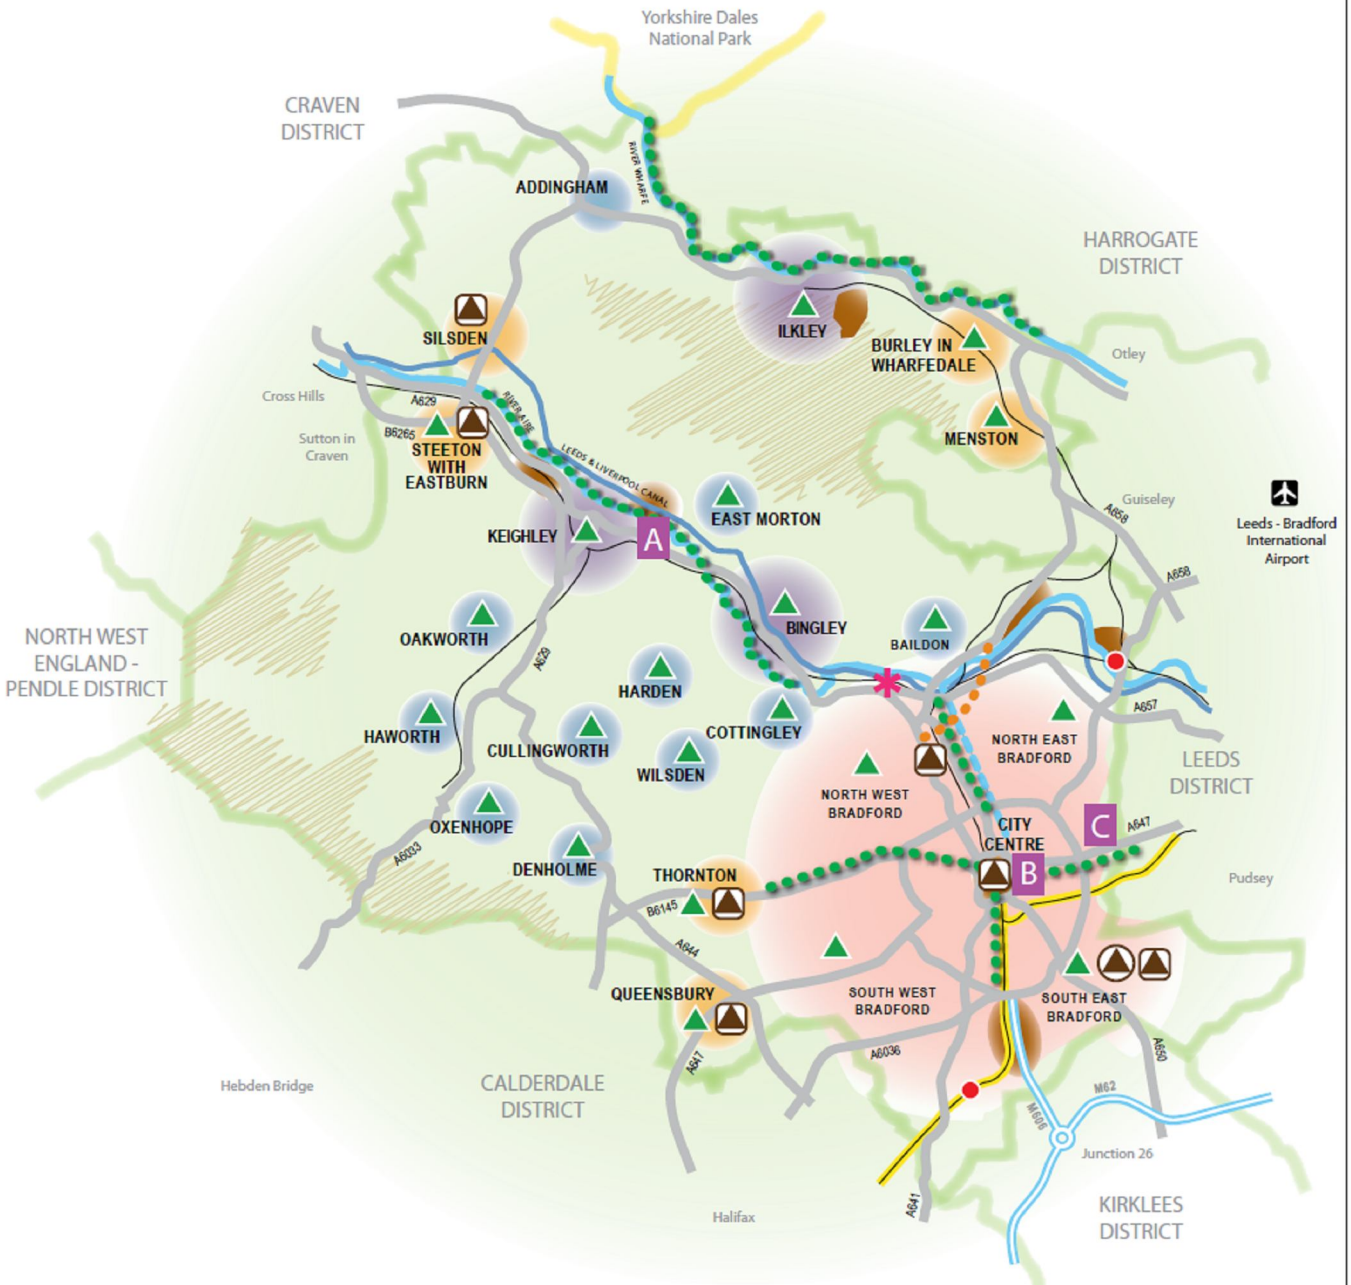 Yorkshire Dales
National Park
CRAVEN
DISTRICT
RIVER WHARFE
ADDINGHAM
HARROGATE
DISTRICT
SILSDEN
ILKLEY
BURLEY IN
WHARFEDALE
Otley
Cross Hills
A629
RIVER AIRE
B6265
Sutton in
Craven
STEETON
WITH
EASTBURN
MENSTON
LEEDS & LIVERPOOL CANAL
EAST MORTON
Guiseley
A658
Leeds - Bradford
International
Airport
KEIGHLEY
A
A658
BINGLEY
BAILDON
OAKWORTH
NORTH WEST
ENGLAND -
PENDLE DISTRICT
A629
HARDEN
HAWORTH
CULLINGWORTH
COTTINGLEY
WILSDEN
A657
NORTH EAST
BRADFORD
LEEDS
DISTRICT
NORTH WEST
BRADFORD
OXENHOPE
CITY
CENTRE
C
A647
A6033
DENHOLME
THORNTON
B
Pudsey
B6145
A644
QUEENSBURY
SOUTH WEST
BRADFORD
SOUTH EAST
BRADFORD
A647
A6036
A650
Hebden Bridge
CALDERDALE
DISTRICT
M62
M606
Junction 26
A641
Halifax
KIRKLEES
DISTRICT